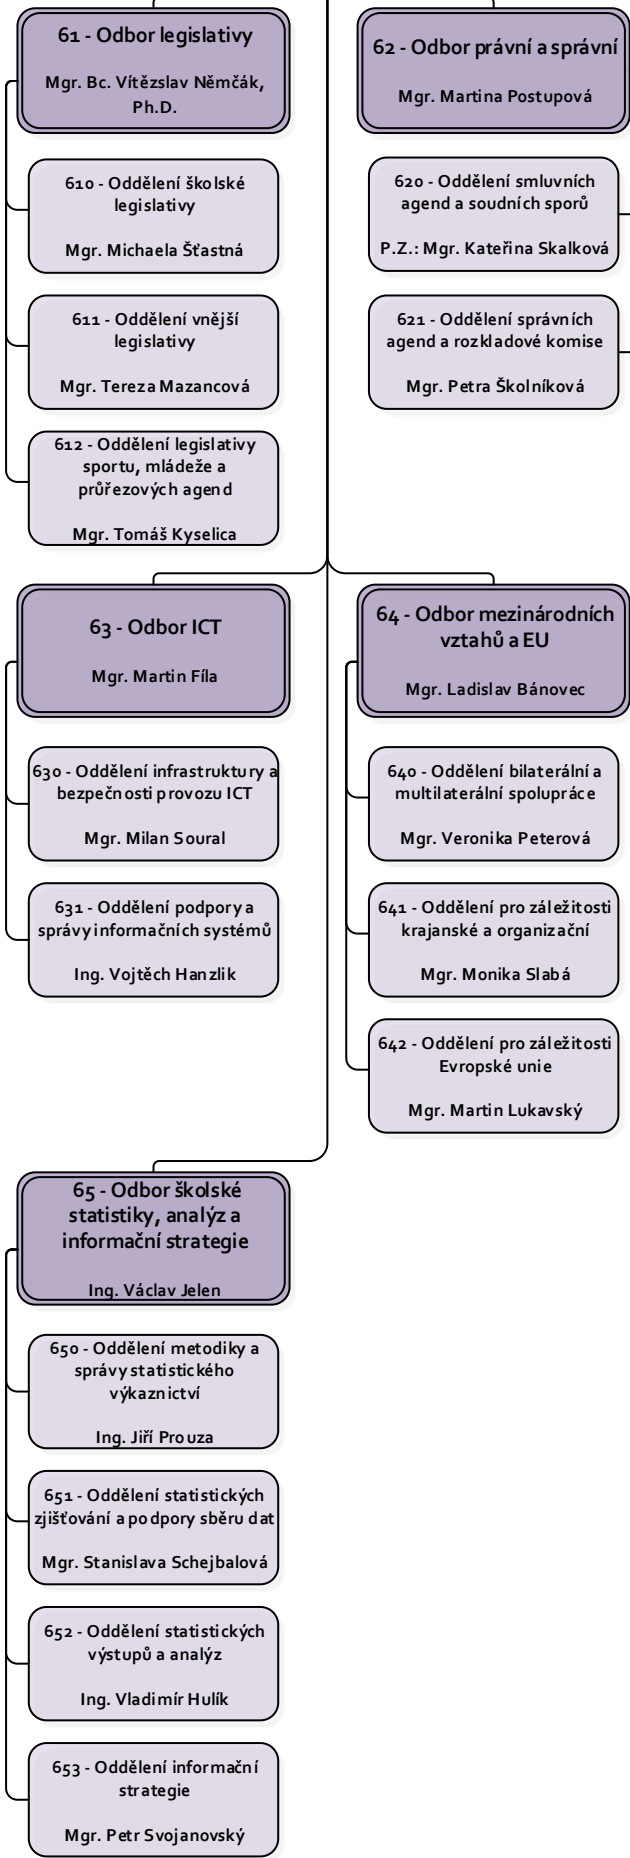 61 - Odbor legislativy
Mgr. Bc. Vítězslav Němčák,
Ph.D.
610 - Oddělení školské
legislativy
Mgr. Michaela Šťastná
611 - Oddělení vnější
legislativy
Mgr. Tereza Mazancová
612 - Oddělení legislativy
sportu, mládeže a
průřezových agend
Mgr. Tomáš Kyselica
62 - Odbor právní a správní
Mgr. Martina Postupová
620 - Oddělení smluvních
agend a soudních sporů
P.Z.: Mgr. Kateřina Skalková
621 - Oddělení správních
agend a rozkladové komise
Mgr. Petra Školníková
63 - Odbor ICT
Mgr. Martin Fíla
630 - Oddělení infrastruktury a
bezpečnosti provozu ICT
Mgr. Milan Soural
631 - Oddělení podpory a
správy informačních systémů
Ing. Vojtěch Hanzlik
64 - Odbor mezinárodních
vztahů a EU
Mgr. Ladislav Bánovec
640 - Oddělení bilaterální a
multilaterální spolupráce
Mgr. Veronika Peterová
641 - Oddělení pro záležitosti
krajanské a organizační
Mgr. Monika Slabá
642 - Oddělení pro záležitosti
Evropské unie
Mgr. Martin Lukavský
65 - Odbor školské
statistiky, analýz a
informační strategie
Ing. Václav Jelen
650 - Oddělení metodiky a
správy statistického
výkaznictví
Ing. Jiří Prouza
651 - Oddělení statistických
zjišťování a podpory sběru dat
Mgr. Stanislava Schejbalová
652 - Oddělení statistických
výstupů a analýz
Ing. Vladimír Hulík
653 - Oddělení informační
strategie
Mgr. Petr Svojanovský